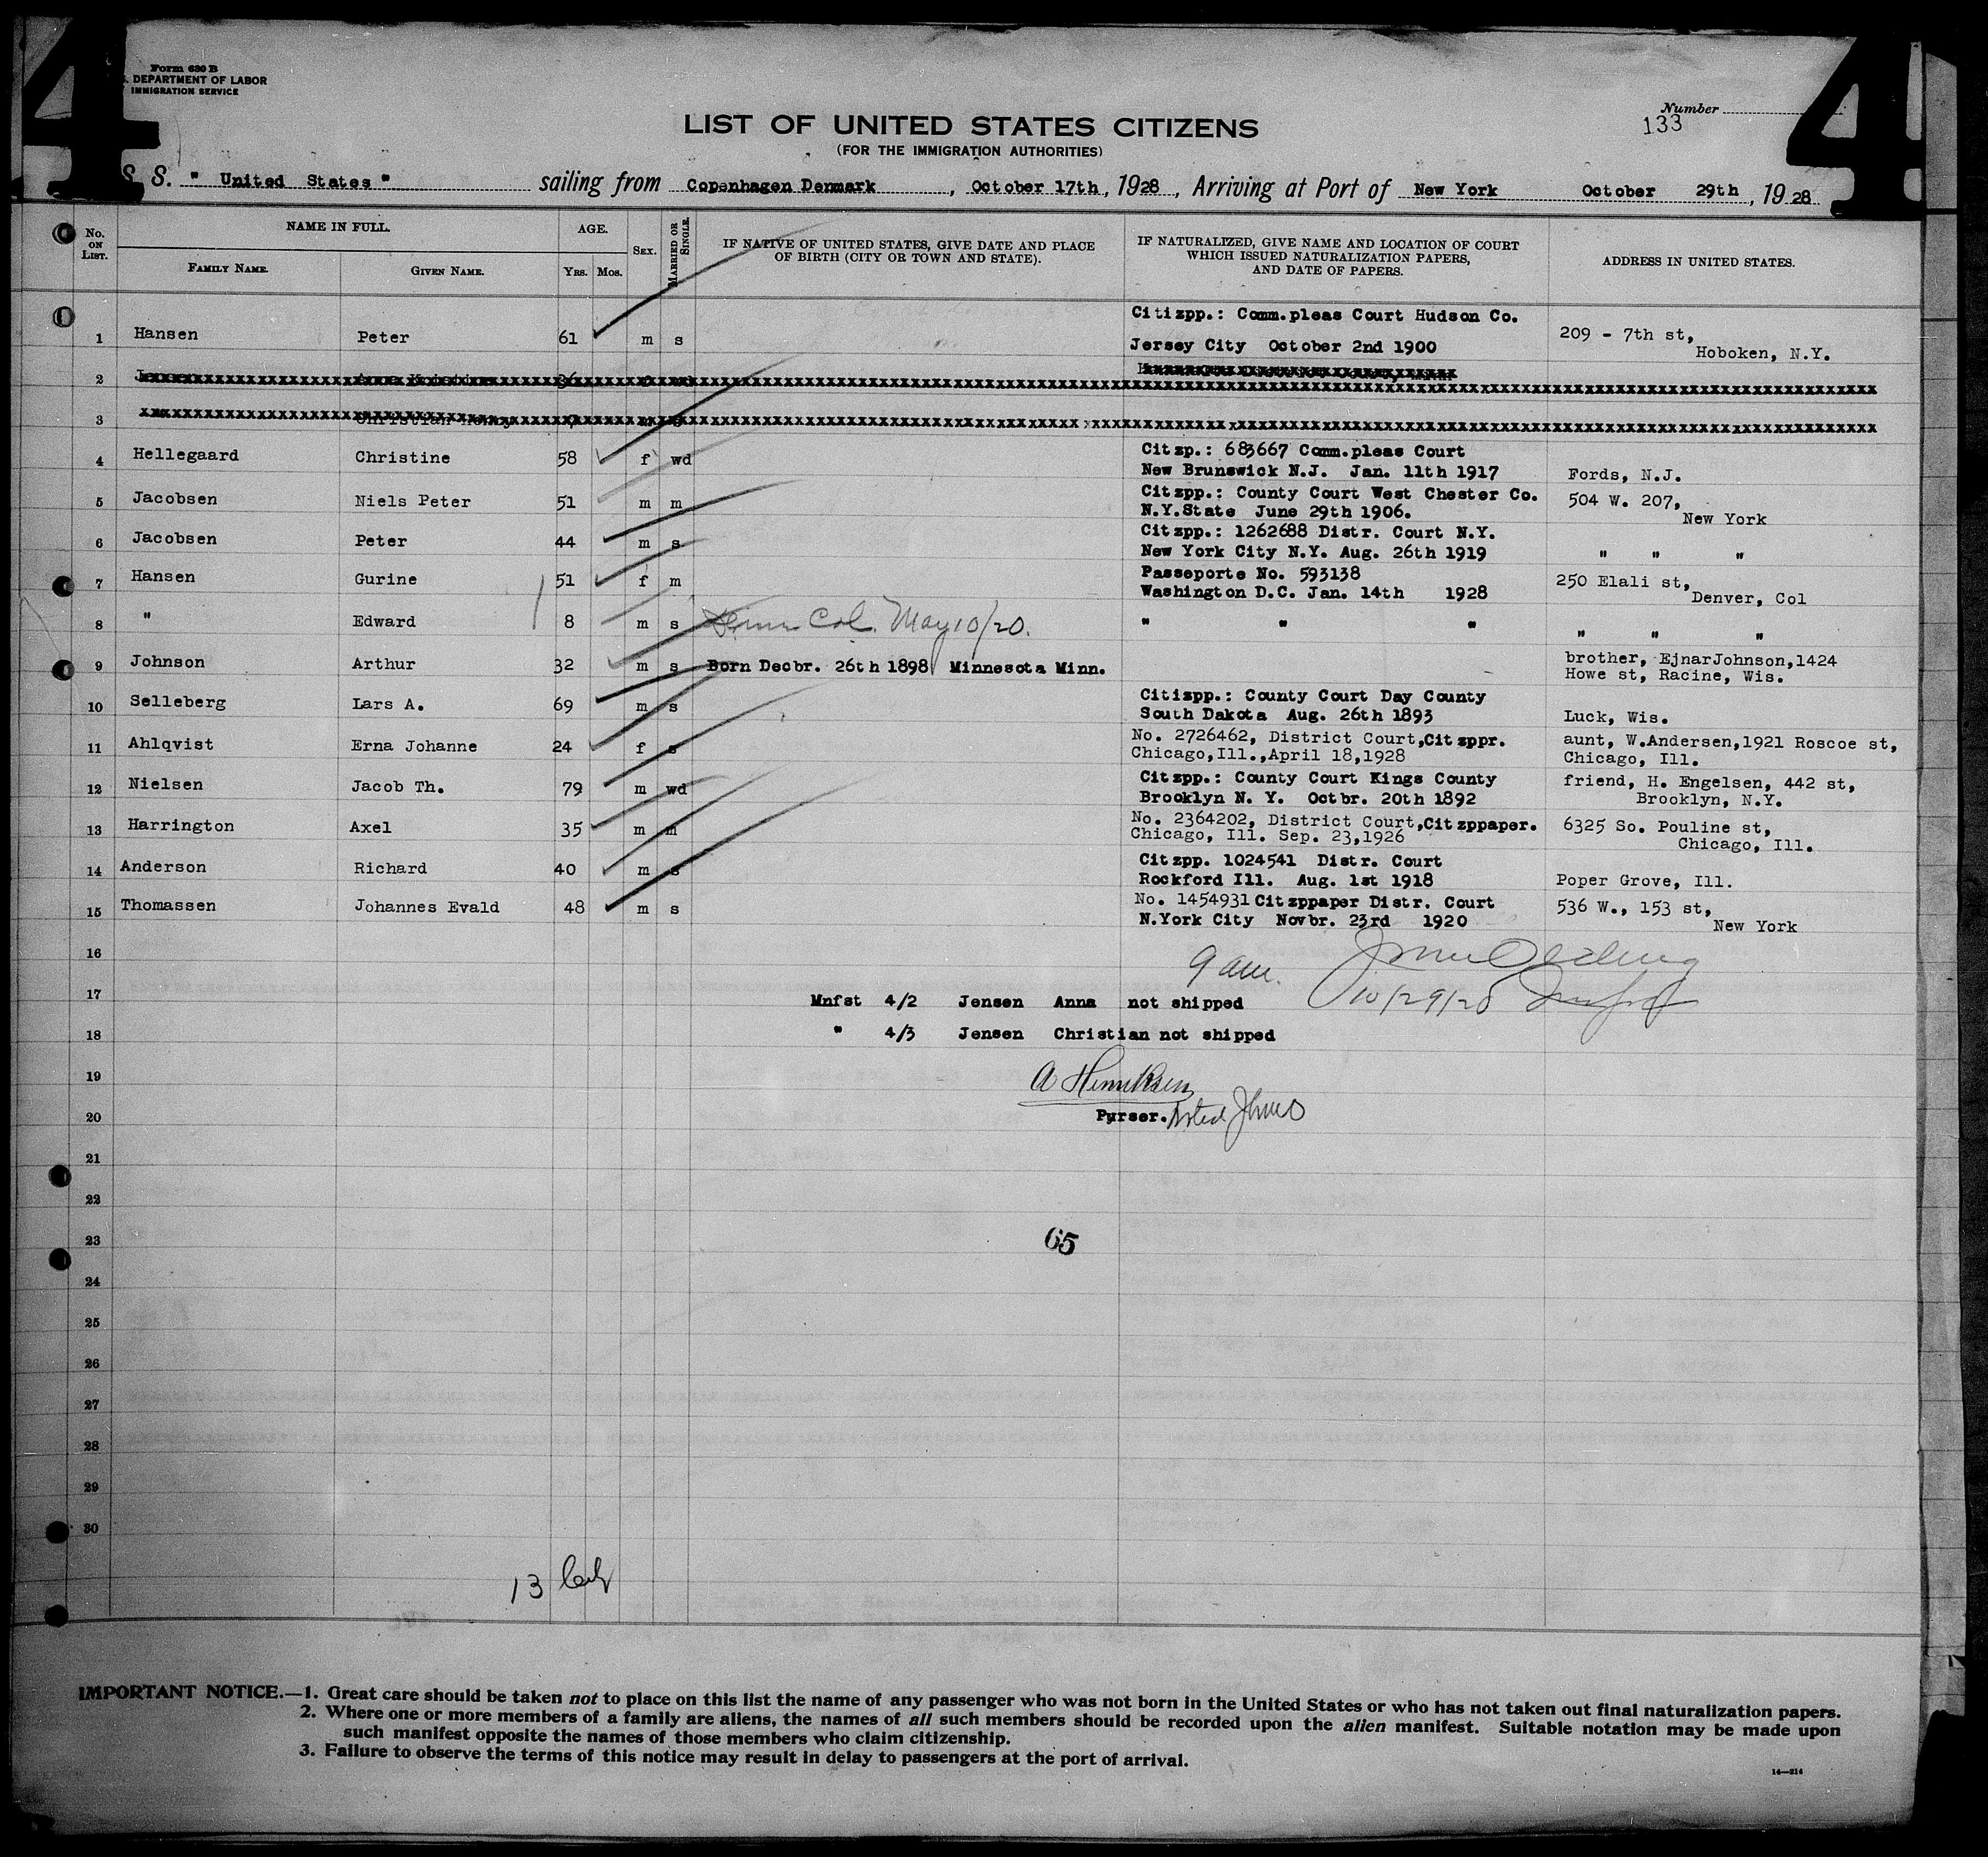 4 4
Form 630 B
DEPARTMENT OF LABOR
IMMIGRATION SERVICE
Number
133
LIST OF UNITED STATES CITIZENS
(FOR THE IMMIGRATION AUTHORITIES)
S. S. " United States " sailing from Copenhagen Denmark, October 17th, 1928, Arriving at Port of New York October 29th, 1928
No. ON LIST. NAME IN FULL. AGE. SEX. MARRIED OR SINGLE. IF NATIVE OF UNITED STATES, GIVE DATE AND PLACE OF BIRTH (CITY OR TOWN AND STATE). IF NATURALIZED, GIVE NAME AND LOCATION OF COURT WHICH ISSUED NATURALIZATION PAPERS, AND DATE OF PAPERS. ADDRESS IN UNITED STATES.
FAMILY NAME. GIVEN NAME. YRS. MOS.
1 Hansen Peter 61 m s Citizpp.: Comm.pleas Court Hudson Co. 209 - 7th st,
Jersey City October 2nd 1900 Hoboken, N.Y.
2
3 Christian Henry
4 Hellegaard Christine 58 f wd Citzp.: 683667 Comm.pleas Court
New Brunswick N.J. Jan. 11th 1917 Fords, N.J.
5 Jacobsen Niels Peter 51 m m Citzpp.: County Court West Chester Co. 504 W. 207,
N.Y.State June 29th 1906. New York
6 Jacobsen Peter 44 m s Citzpp.: 1262688 Distr. Court N.Y.
New York City N.Y. Aug. 26th 1919 " " "
7 Hansen Gurine 51 f m Passeporte No. 593138 250 Elali st,
Washington D.C. Jan. 14th 1928 Denver, Col
8 " Edward 8 m s Col. May 10/20. " " " " " "
9 Johnson Arthur 32 m s Born Decbr. 26th 1898 Minnesota Minn. brother, EjnarJohnson,1424
Howe st, Racine, Wis.
10 Selleberg Lars A. 69 m s Citizpp.: County Court Day County
South Dakota Aug. 26th 1893 Luck, Wis.
11 Ahlqvist Erna Johanne 24 f s No. 2726462, District Court,Citzppr. aunt, W.Andersen,1921 Roscoe st,
Chicago,Ill.,April 18,1928 Chicago, Ill.
12 Nielsen Jacob Th. 79 m wd Citzpp.: County Court Kings County friend, H. Engelsen, 442 st,
Brooklyn N. Y. Octbr. 20th 1892 Brooklyn, N.Y.
13 Harrington Axel 35 m m No. 2364202, District Court,Citzppaper. 6325 So. Pouline st,
Chicago, Ill. Sep. 23,1926 Chicago, Ill.
14 Anderson Richard 40 m s Citzpp. 1024541 Distr. Court
Rockford Ill. Aug. 1st 1918 Poper Grove, Ill.
15 Thomassen Johannes Evald 48 m s No. 1454931 Citzppaper Distr. Court 536 W., 153 st,
N.York City Novbr. 23rd 1920 New York
16 9 am.
17 Mnfst 4/2 Jensen Anna not shipped 10/29/28
18 " 4/3 Jensen Christian not shipped
19 A Henriksen
20 Purser. Noted
21
22
23 65
24
25
26
27
28
29
30
13
IMPORTANT NOTICE.—1. Great care should be taken not to place on this list the name of any passenger who was not born in the United States or who has not taken out final naturalization papers.
2. Where one or more members of a family are aliens, the names of all such members should be recorded upon the alien manifest. Suitable notation may be made upon
such manifest opposite the names of those members who claim citizenship.
3. Failure to observe the terms of this notice may result in delay to passengers at the port of arrival.
14—214